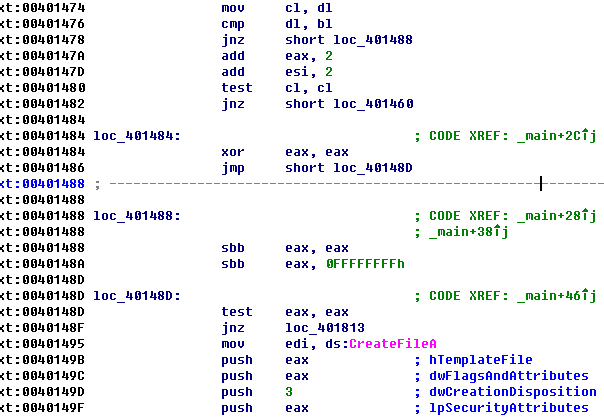 xt:00401474 mov cl, dl
xt:00401476 cmp dl, bl
xt:00401478 jnz short loc_401488
xt:0040147A add eax, 2
xt:0040147D add esi, 2
xt:00401480 test cl, cl
xt:00401482 jnz short loc_401460
xt:00401484
xt:00401484 loc_401484: ; CODE XREF: _main+2C↑j
xt:00401484 xor eax, eax
xt:00401486 jmp short loc_40148D
xt:00401488 ; ---------------------------------------------------------------------------
xt:00401488
xt:00401488 loc_401488: ; CODE XREF: _main+28↑j
xt:00401488 ; _main+38↑j
xt:00401488 sbb eax, eax
xt:0040148A sbb eax, 0FFFFFFFFh
xt:0040148D
xt:0040148D loc_40148D: ; CODE XREF: _main+46↑j
xt:0040148D test eax, eax
xt:0040148F jnz loc_401813
xt:00401495 mov edi, ds:CreateFileA
xt:0040149B push eax ; hTemplateFile
xt:0040149C push eax ; dwFlagsAndAttributes
xt:0040149D push 3 ; dwCreationDisposition
xt:0040149F push eax ; lpSecurityAttributes